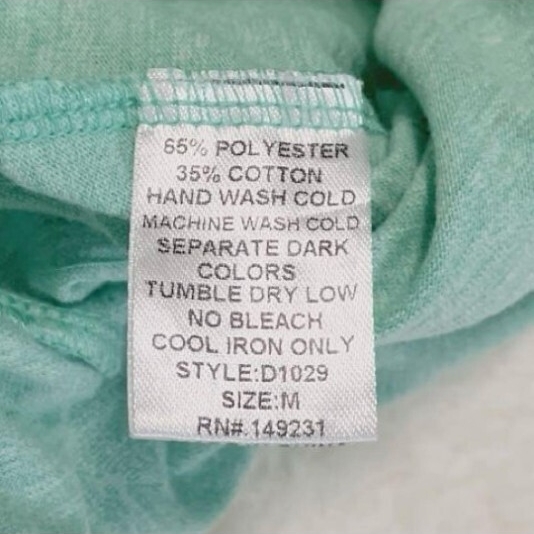 65% POLYESTER
35% COTTON
HAND WASH COLD
MACHINE WASH COLD
SEPARATE DARK
COLORS
TUMBLE DRY LOW
NO BLEACH
COOL IRON ONLY
STYLE:D1029
SIZE:M
RN#.149231